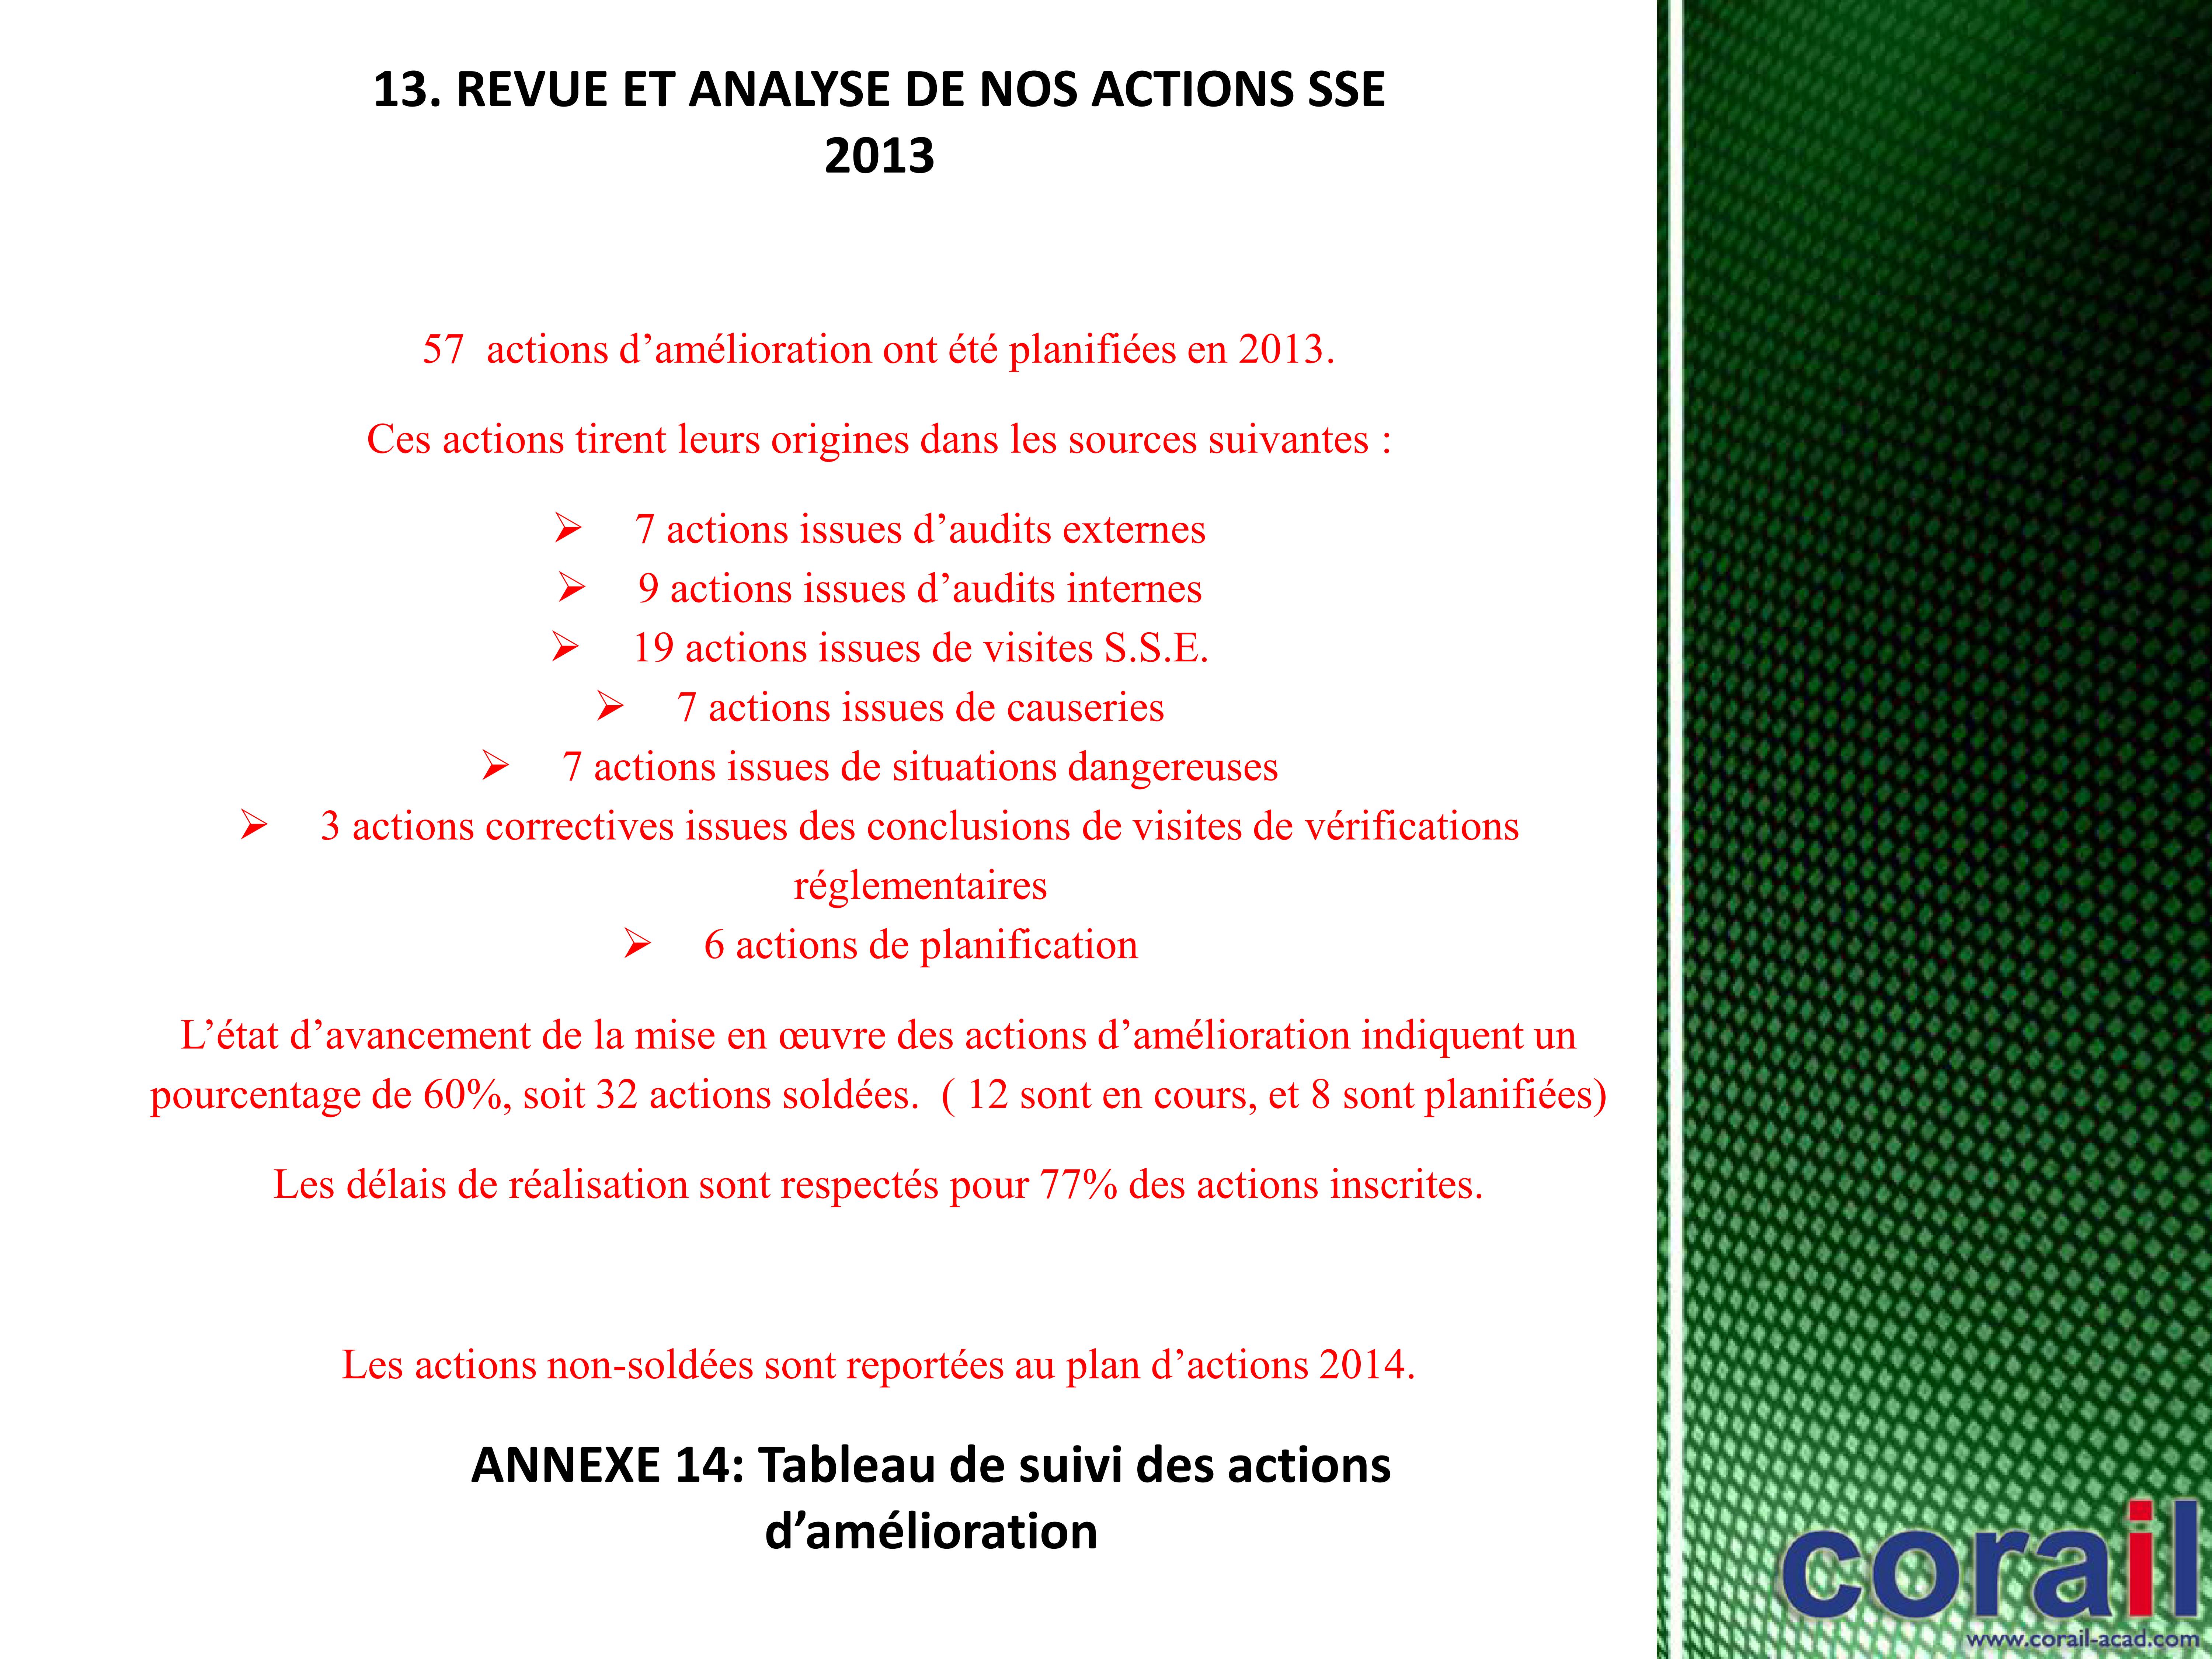 13. REVUE ET ANALYSE DE NOS ACTIONS SSE
2013
57  actions d’amélioration ont été planifiées en 2013.
Ces actions tirent leurs origines dans les sources suivantes :
➢ 7 actions issues d’audits externes
➢ 9 actions issues d’audits internes
➢ 19 actions issues de visites S.S.E.
➢ 7 actions issues de causeries
➢ 7 actions issues de situations dangereuses
➢ 3 actions correctives issues des conclusions de visites de vérifications
réglementaires
➢ 6 actions de planification
L’état d’avancement de la mise en œuvre des actions d’amélioration indiquent un
pourcentage de 60%, soit 32 actions soldées.  ( 12 sont en cours, et 8 sont planifiées)
Les délais de réalisation sont respectés pour 77% des actions inscrites.
Les actions non-soldées sont reportées au plan d’actions 2014.
ANNEXE 14: Tableau de suivi des actions
d’amélioration
corail
www.corail-acad.com